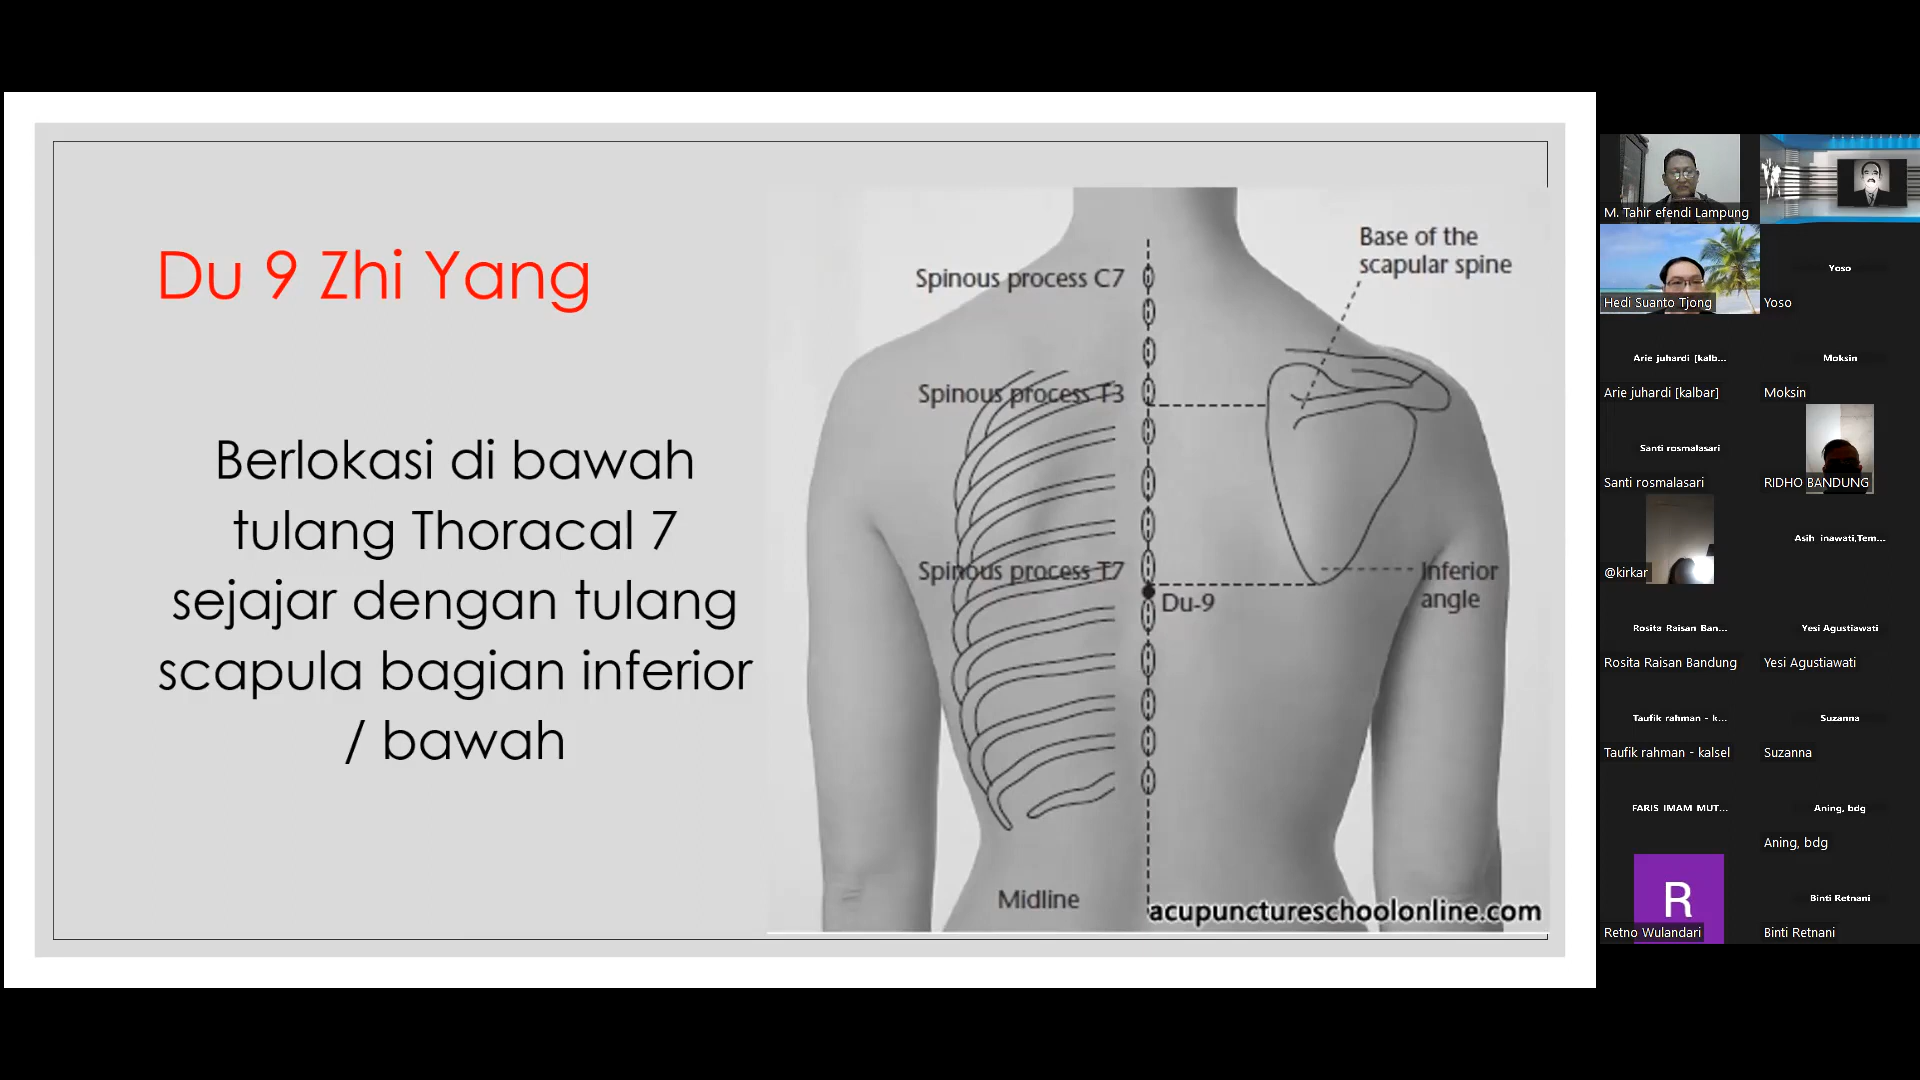 Du 9 Zhi Yang
Berlokasi di bawah
tulang Thoracal 7
sejajar dengan tulang
scapula bagian inferior
/ bawah
Base of the
scapular spine
Spinous process C7
Spinous process T3
Spinous process T7
Du-9
Inferior
angle
Midline
acupunctureschoolonline.com
M. Tahir efendi Lampung
Hedi Suanto Tjong
Yoso
Yoso
Arie juhardi [kalb...
Arie juhardi [kalbar]
Moksin
Moksin
Santi rosmalasari
Santi rosmalasari
RIDHO BANDUNG
@kirkar
Asih inawati,Tem...
Rosita Raisan Ban...
Rosita Raisan Bandung
Yesi Agustiawati
Yesi Agustiawati
Taufik rahman - k...
Taufik rahman - kalsel
Suzanna
Suzanna
FARIS IMAM MUT...
Aning, bdg
Aning, bdg
R
Retno Wulandari
Binti Retnani
Binti Retnani